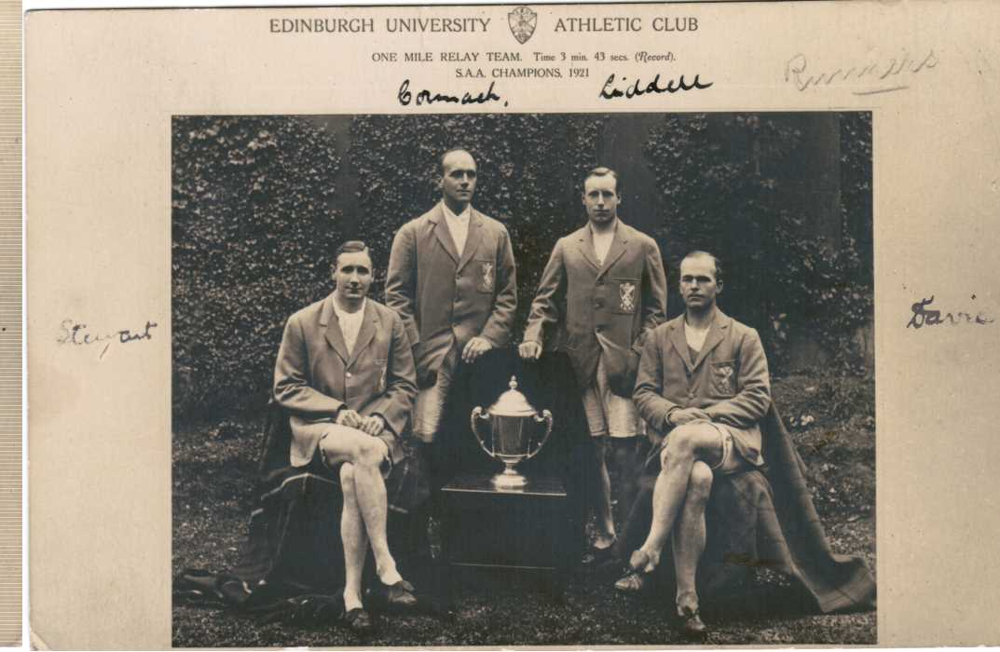 EDINBURGH UNIVERSITY ATHLETIC CLUB
ONE MILE RELAY TEAM. Time 3 min. 43 secs. (Record).
S.A.A. CHAMPIONS, 1921
Cormack, Liddell
Stewart
Davie